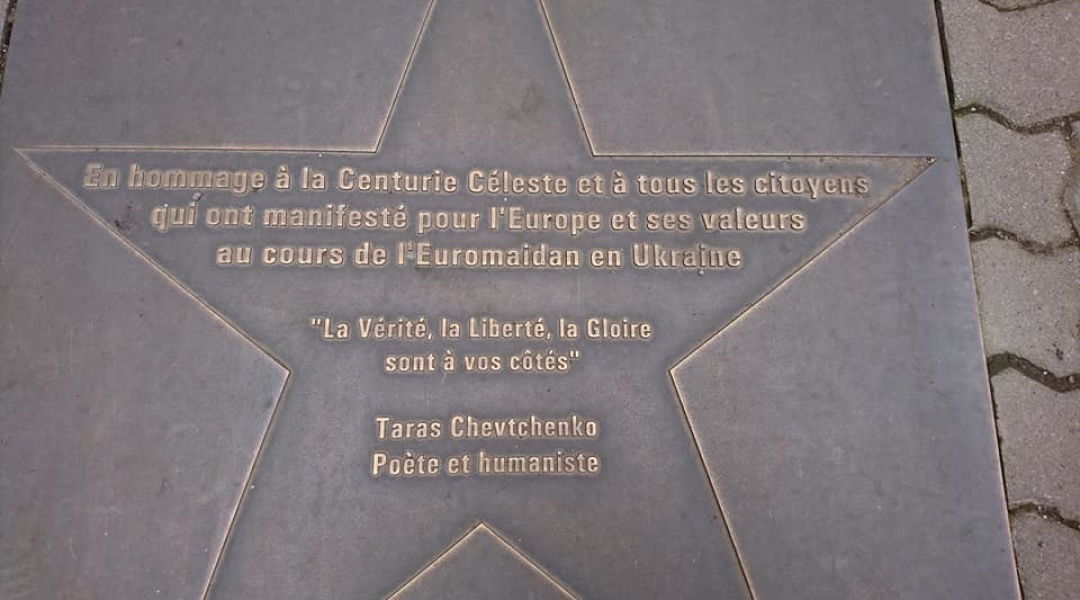 En hommage à la Centurie Céleste et à tous les citoyens
qui ont manifesté pour l'Europe et ses valeurs
au cours de l'Euromaidan en Ukraine
"La Vérité, la Liberté, la Gloire
sont à vos côtés"
Taras Chevtchenko
Poète et humaniste